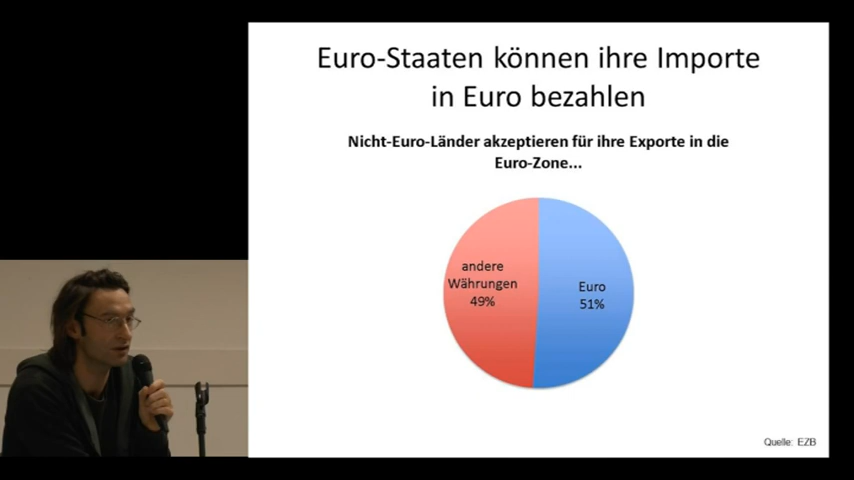 Euro-Staaten können ihre Importe
in Euro bezahlen
Nicht-Euro-Länder akzeptieren für ihre Exporte in die
Euro-Zone...
andere
Währungen
49%
Euro
51%
Quelle: EZB